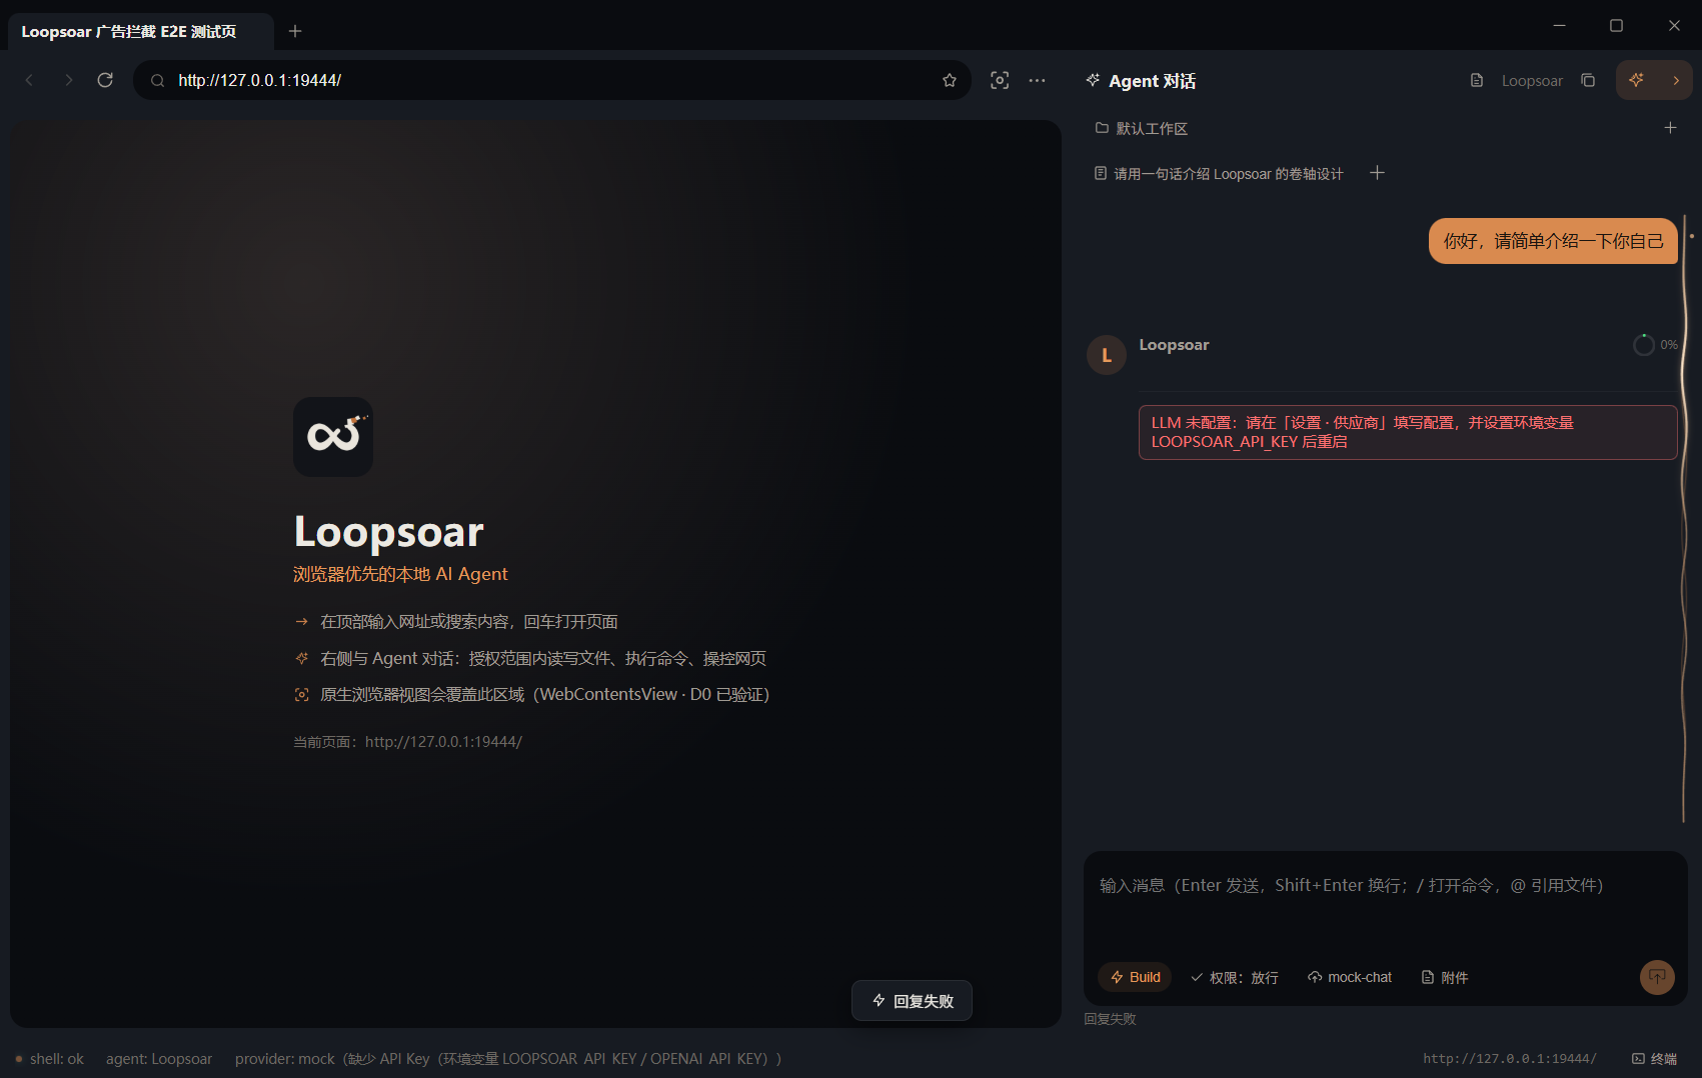 Loopsoar 广告拦截 E2E 测试页
http://127.0.0.1:19444/
Loopsoar
浏览器优先的本地 AI Agent
在顶部输入网址或搜索内容，回车打开页面
右侧与 Agent 对话：授权范围内读写文件、执行命令、操控网页
原生浏览器视图会覆盖此区域（WebContentsView · D0 已验证）
当前页面：http://127.0.0.1:19444/
回复失败
Agent 对话
Loopsoar
默认工作区
请用一句话介绍 Loopsoar 的卷轴设计
你好，请简单介绍一下你自己
L
Loopsoar
0%
LLM 未配置：请在「设置 · 供应商」填写配置，并设置环境变量
LOOPSOAR_API_KEY 后重启
输入消息（Enter 发送，Shift+Enter 换行；/ 打开命令，@ 引用文件）
Build
权限：放行
mock-chat
附件
回复失败
shell: ok
agent: Loopsoar
provider: mock（缺少 API Key（环境变量 LOOPSOAR_API_KEY / OPENAI_API_KEY））
http://127.0.0.1:19444/
终端